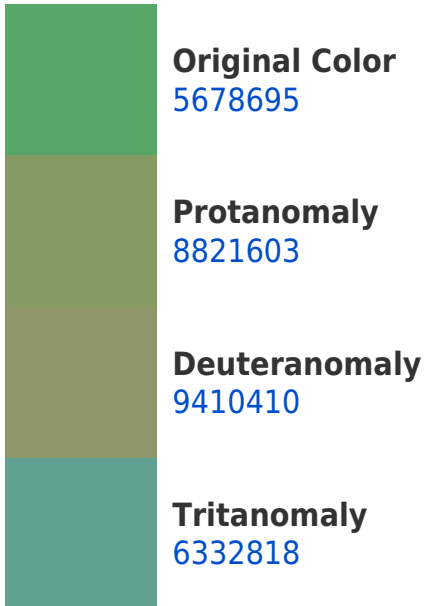 Original Color
5678695
Protanomaly
8821603
Deuteranomaly
9410410
Tritanomaly
6332818